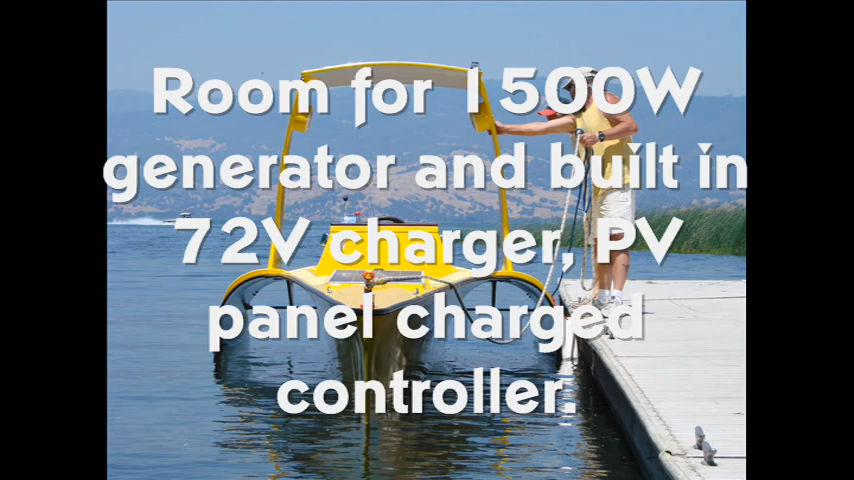 Room for 1500W
generator and built in
72V charger, PV
panel charged
controller.